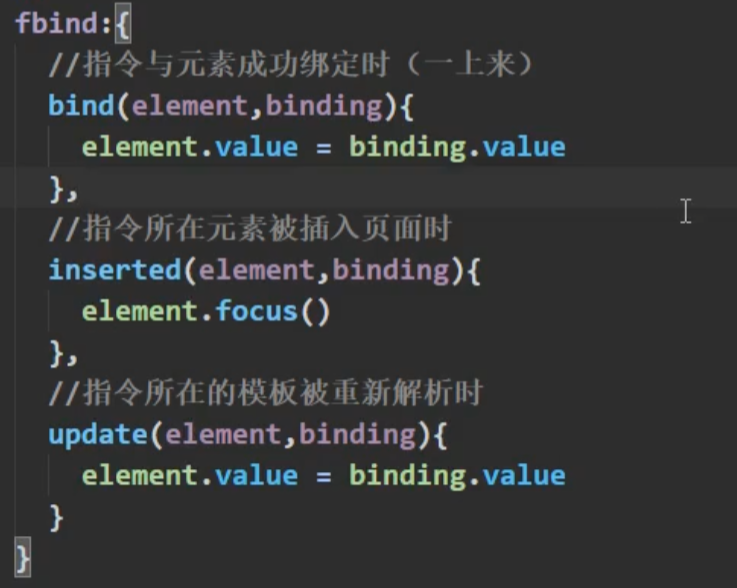 fbind:{
//指令与元素成功绑定时（一上来）
bind(element,binding){
element.value = binding.value
},
//指令所在元素被插入页面时
inserted(element,binding){
element.focus()
},
//指令所在的模板被重新解析时
update(element,binding){
element.value = binding.value
}
}